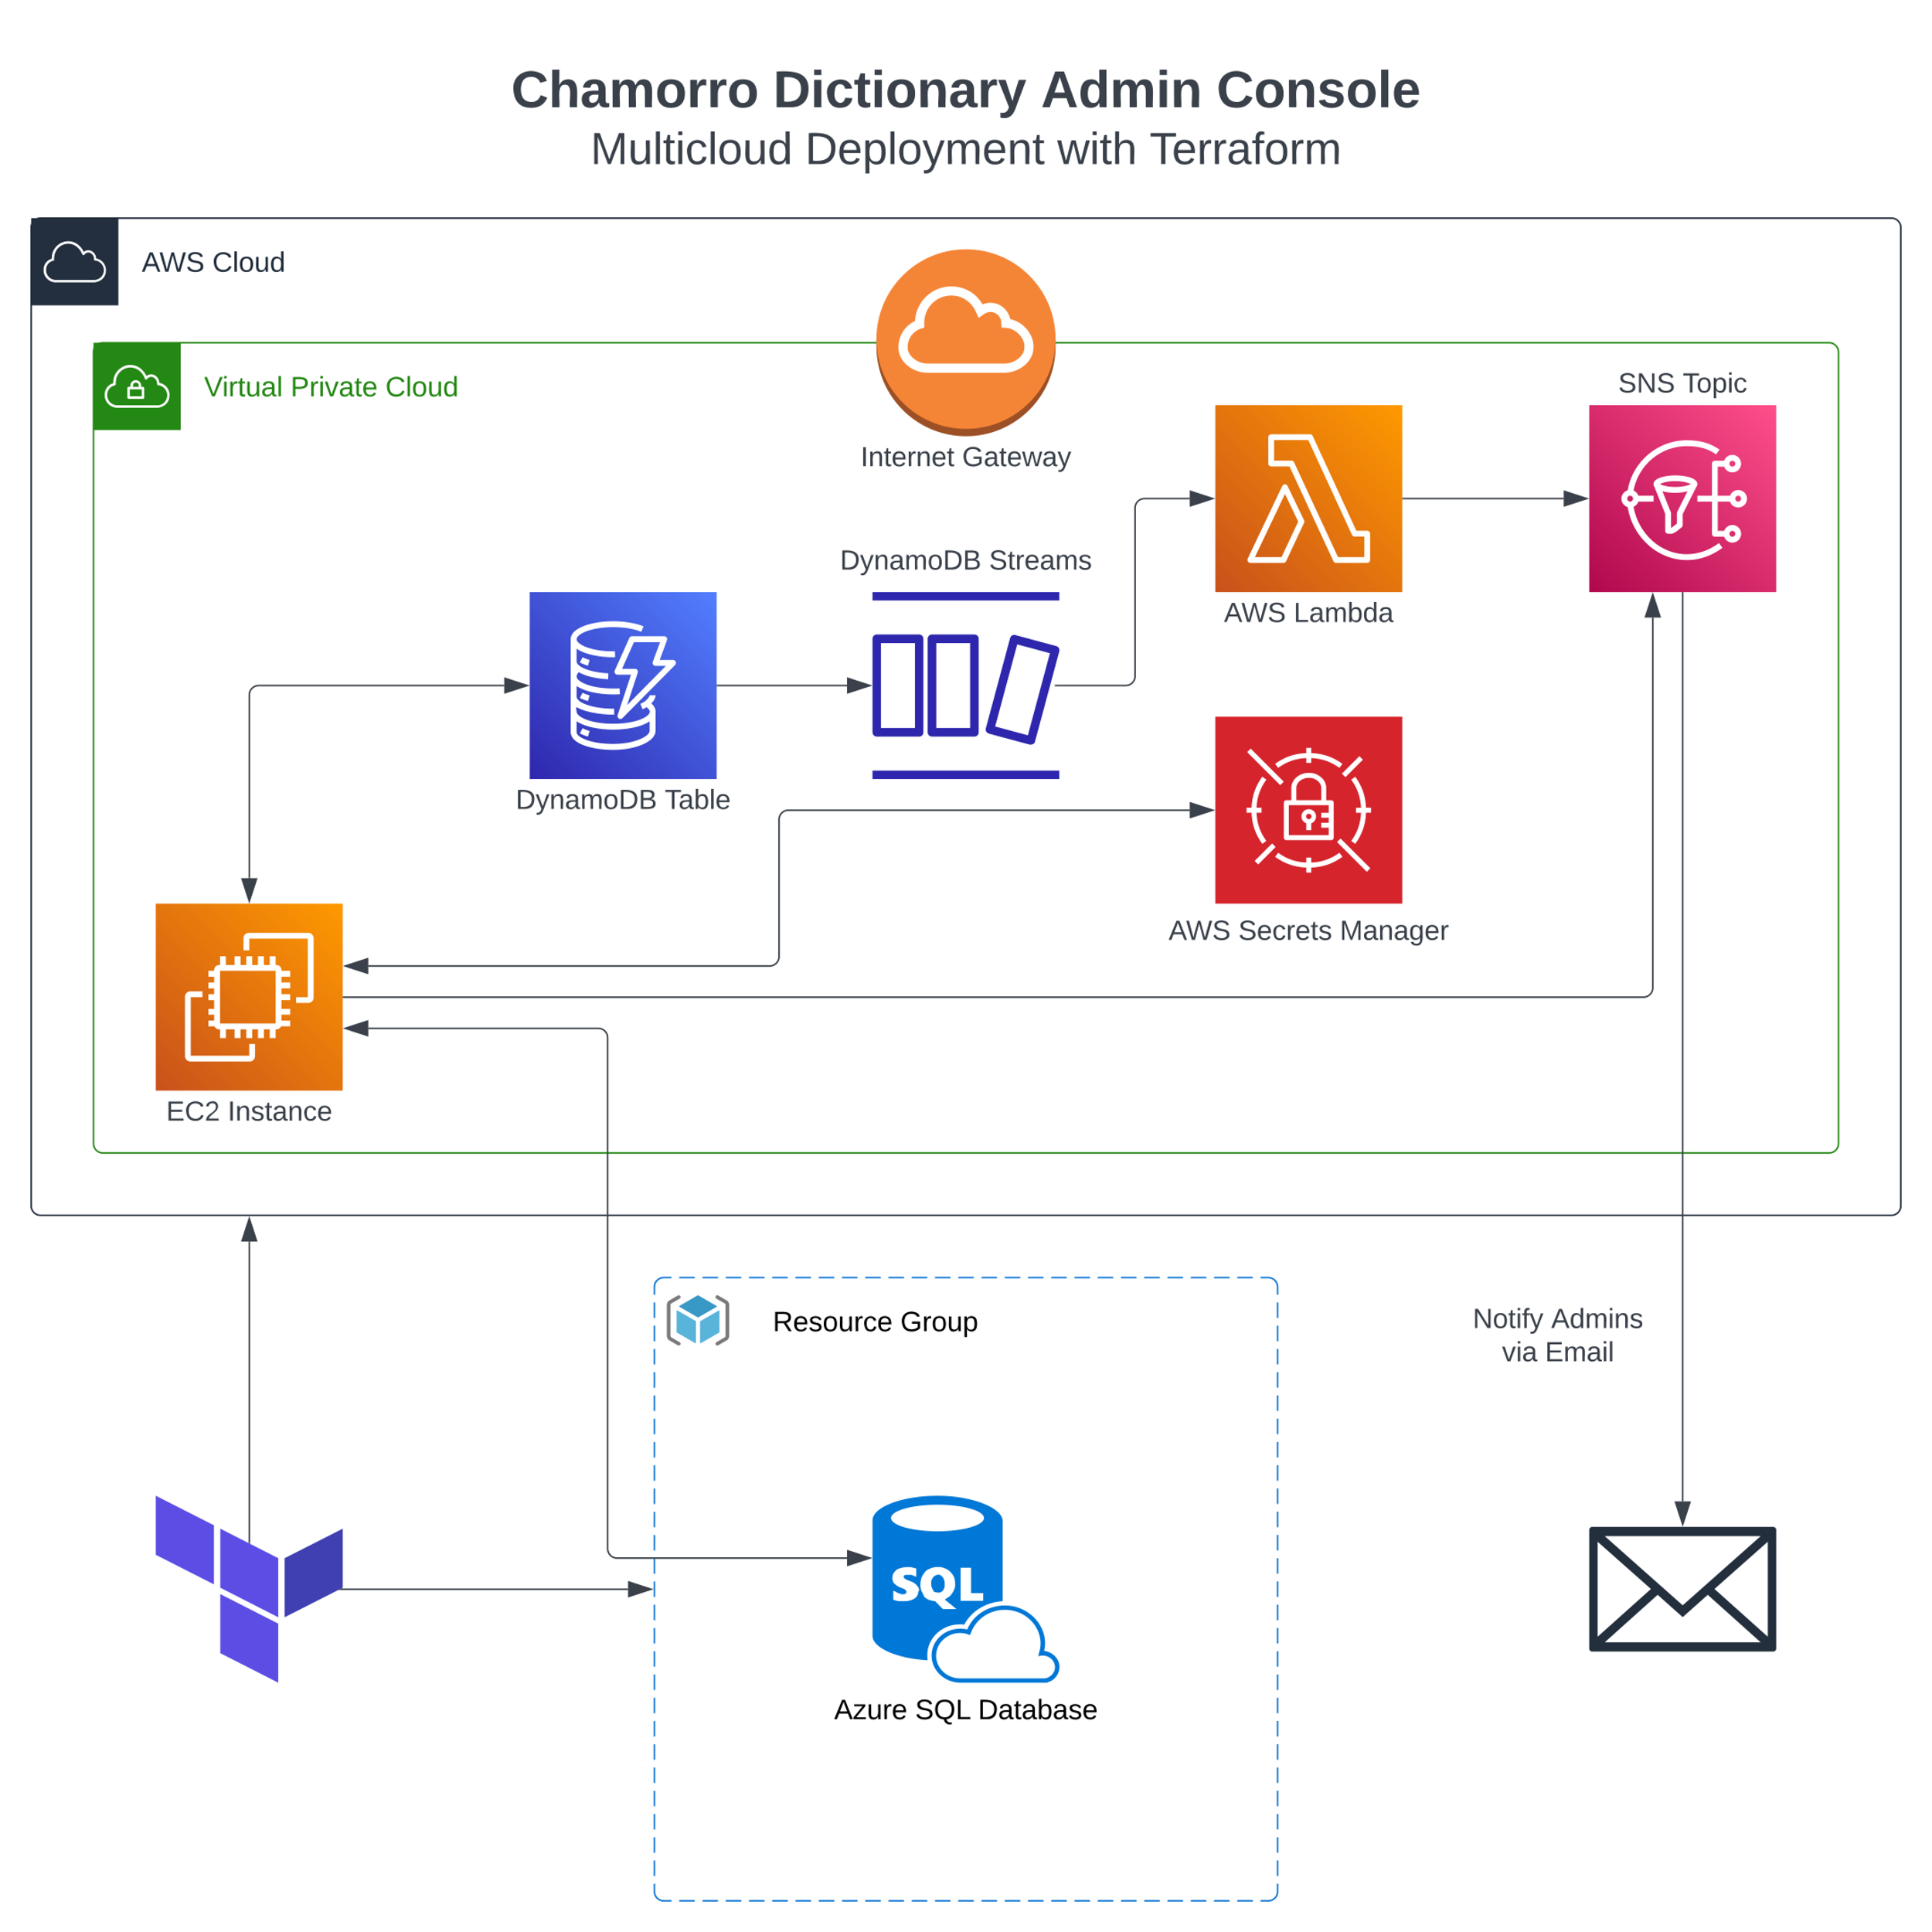 Chamorro Dictionary Admin Console
Multicloud Deployment with Terraform
AWS Cloud
Virtual Private Cloud
Internet Gateway
SNS Topic
DynamoDB Streams
AWS Lambda
DynamoDB Table
AWS Secrets Manager
EC2 Instance
Resource Group
Notify Admins
via Email
SQL
Azure SQL Database